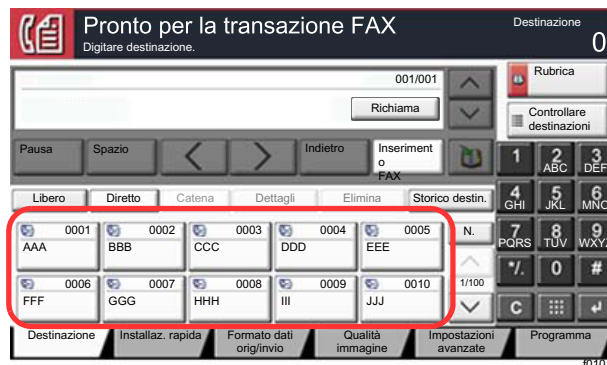 Pronto per la transazione FAX
Digitare destinazione.
Destinazione
0
001/001
Richiama
Rubrica
Controllare
destinazioni
Pausa
Spazio
Indietro
Inseriment
o
FAX
1
2
ABC
3
DEF
Libero
Diretto
Catena
Dettagli
Elimina
Storico destin.
4
GHI
5
JKL
6
MNO
0001
AAA
0002
BBB
0003
CCC
0004
DDD
0005
EEE
N.
7
PQRS
8
TUV
9
WXYZ
0006
FFF
0007
GGG
0008
HHH
0009
III
0010
JJJ
1/100
*/.
0
#
C
Destinazione
Installaz. rapida
Formato dati
orig/invio
Qualità
immagine
Impostazioni
avanzate
Programma